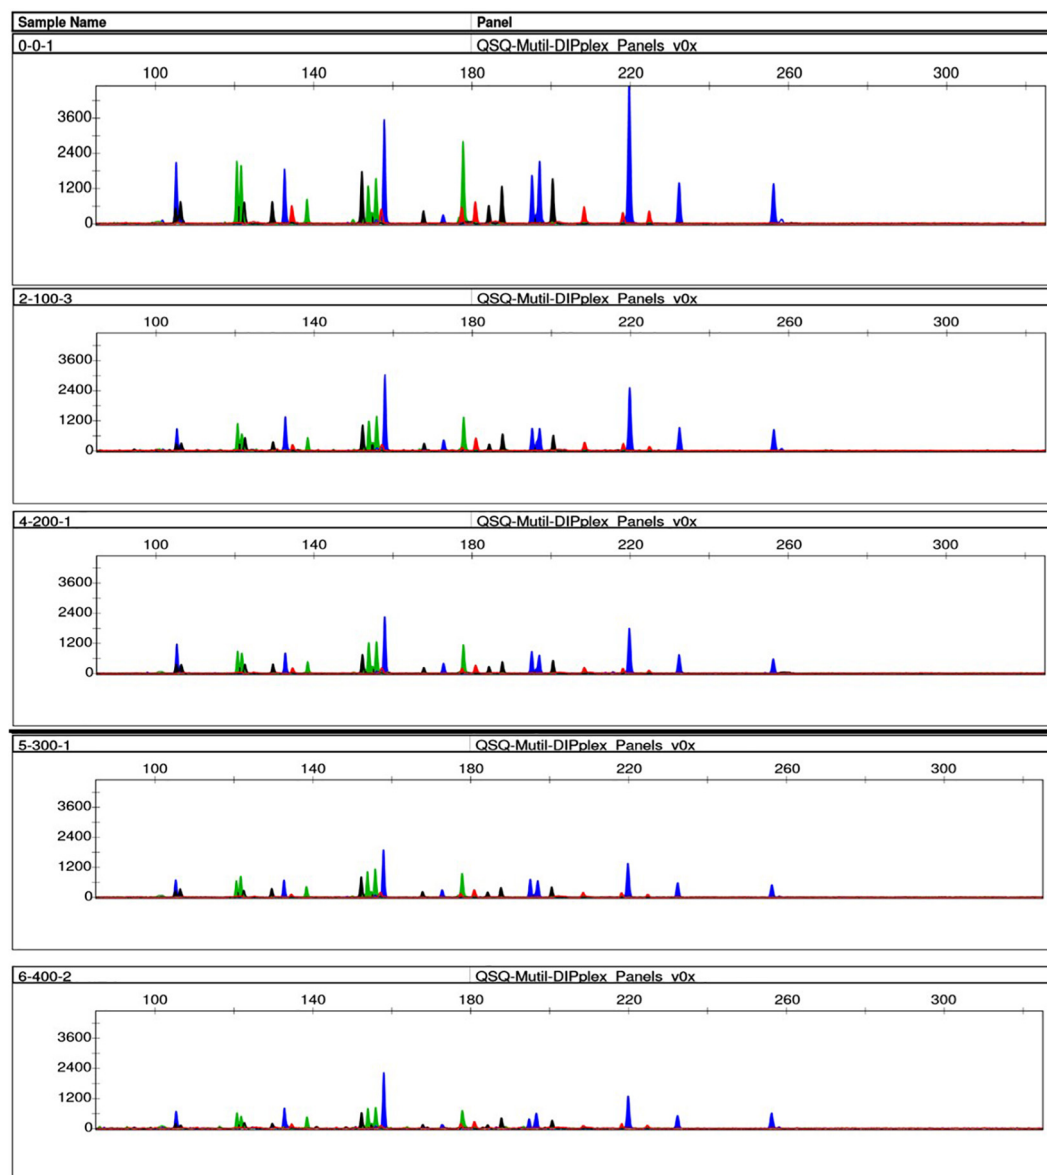 Sample Name Panel
0-0-1 QSQ-Mutil-DIPplex_Panels_v0x
100 140 180 220 260 300
3600
2400
1200
0
2-100-3 QSQ-Mutil-DIPplex_Panels_v0x
100 140 180 220 260 300
3600
2400
1200
0
4-200-1 QSQ-Mutil-DIPplex_Panels_v0x
100 140 180 220 260 300
3600
2400
1200
0
5-300-1 QSQ-Mutil-DIPplex_Panels_v0x
100 140 180 220 260 300
3600
2400
1200
0
6-400-2 QSQ-Mutil-DIPplex_Panels_v0x
100 140 180 220 260 300
3600
2400
1200
0